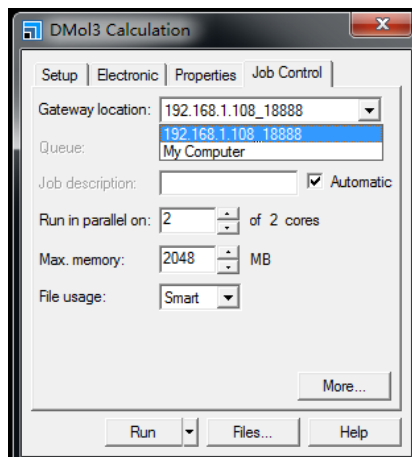 DMol3 Calculation
Setup Electronic Properties Job Control
Gateway location: 192.168.1.108_18888
192.168.1.108_18888
Queue: My Computer
Job description: Automatic
Run in parallel on: 2 of 2 cores
Max. memory: 2048 MB
File usage: Smart
More...
Run Files... Help